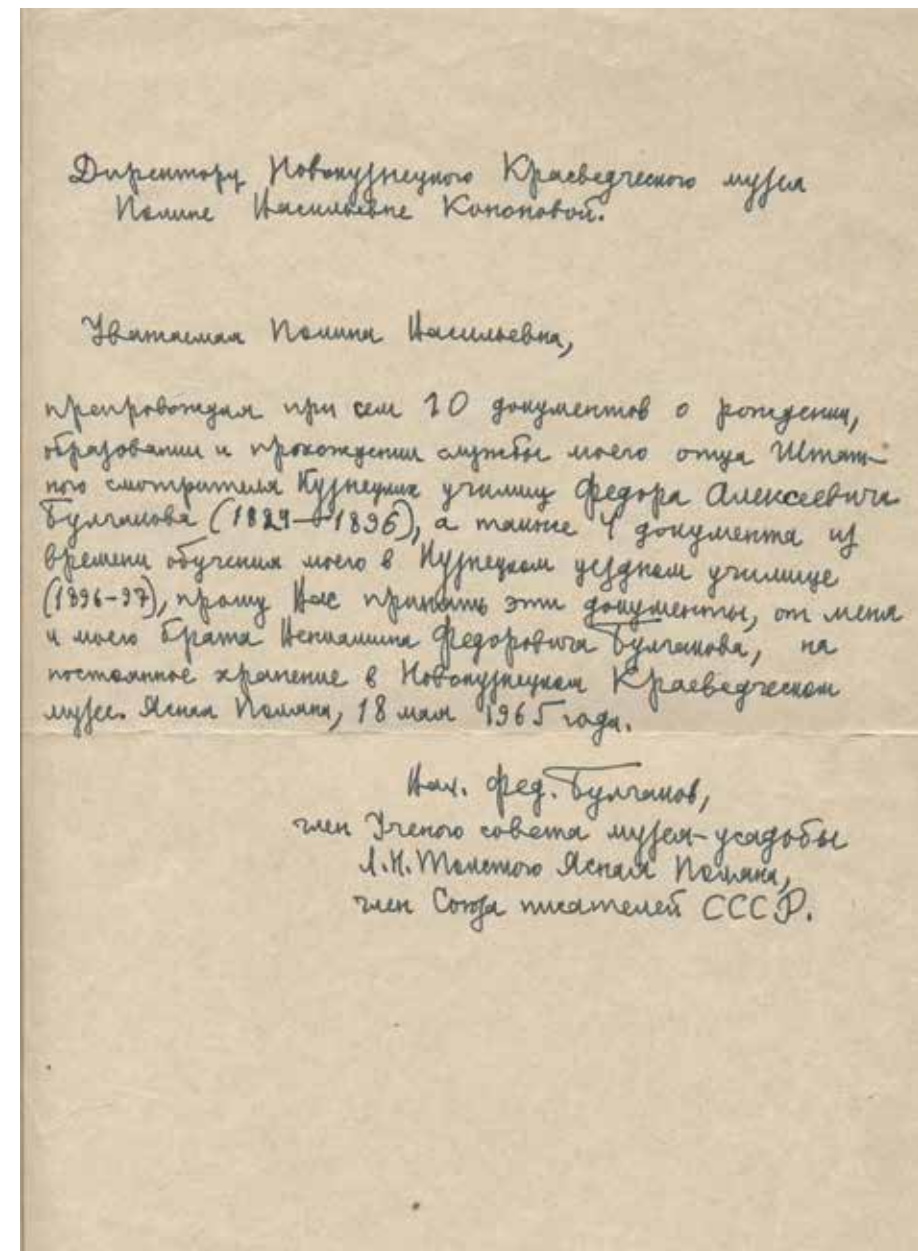 Директору Новокузнецкого Краеведческого музея
Полине Васильевне Кононовой.
Уважаемая Полина Васильевна,
препровождая при сем 10 документов о рождении,
образовании и прохождении службы моего отца Штат-
ного смотрителя Кузнецких училищ Федора Алексеевича
Булгакова (1829–1896), а также 4 документа из
времени обучения моего в Кузнецком уездном училище
(1896–97), прошу Вас принять эти документы, от меня
и моего брата Вениамина Федоровича Булгакова, на
постоянное хранение в Новокузнецком Краеведческом
музее. Ясная Поляна, 18 мая 1965 года.
Вал. Фед. Булгаков,
член Ученого совета музея-усадьбы
Л.Н. Толстого Ясная Поляна,
член Союза писателей СССР.